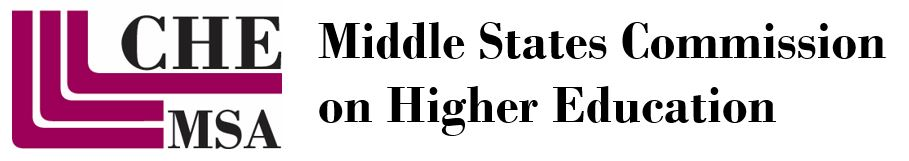 CHE
MSA
Middle States Commission
on Higher Education